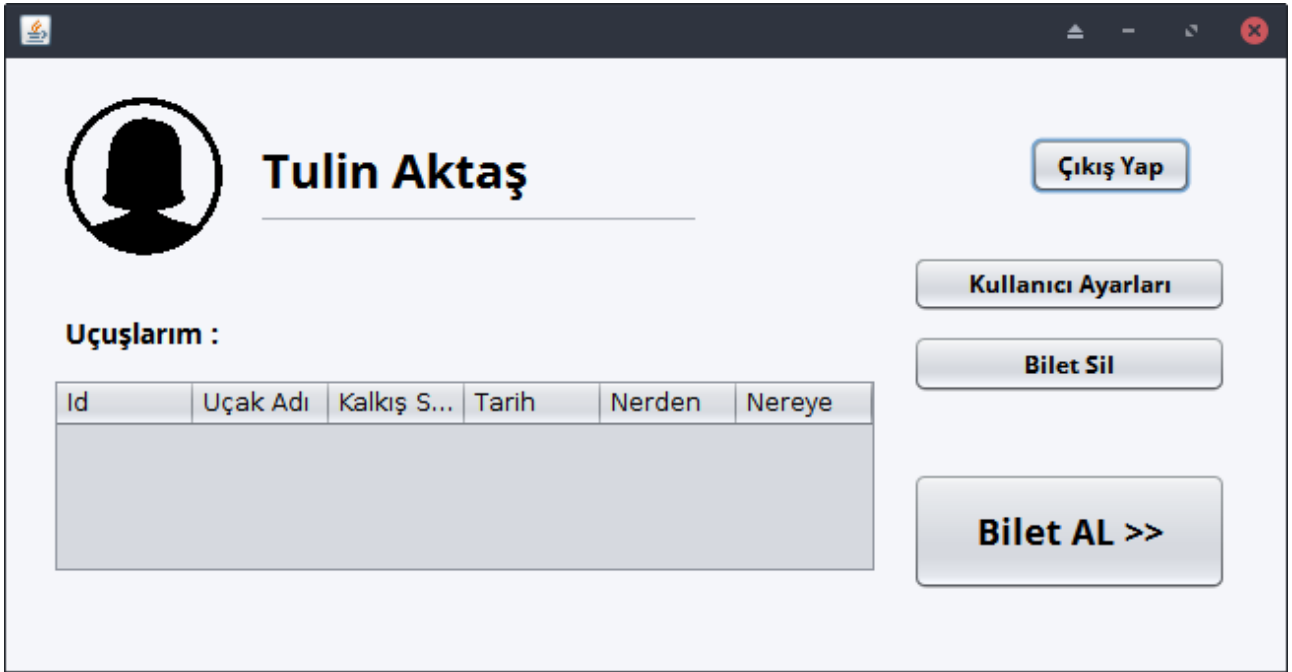 Tulin Aktaş
Çıkış Yap
Kullanıcı Ayarları
Uçuşlarım :
Bilet Sil
Id Uçak Adı Kalkış S... Tarih Nerden Nereye
Bilet AL >>